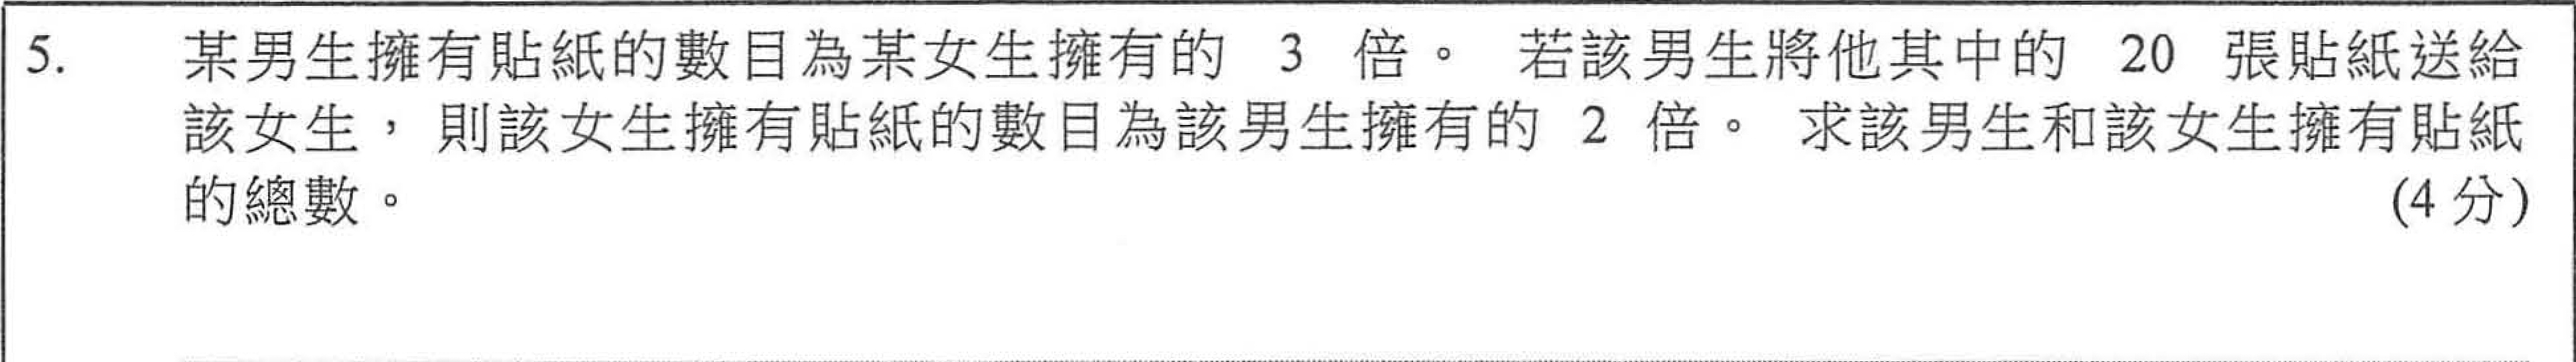 5. 某男生擁有貼紙的數目為某女生擁有的 3 倍。 若該男生將他其中的 20 張貼紙送給
該女生，則該女生擁有貼紙的數目為該男生擁有的 2 倍。 求該男生和該女生擁有貼紙
的總數。 (4 分)